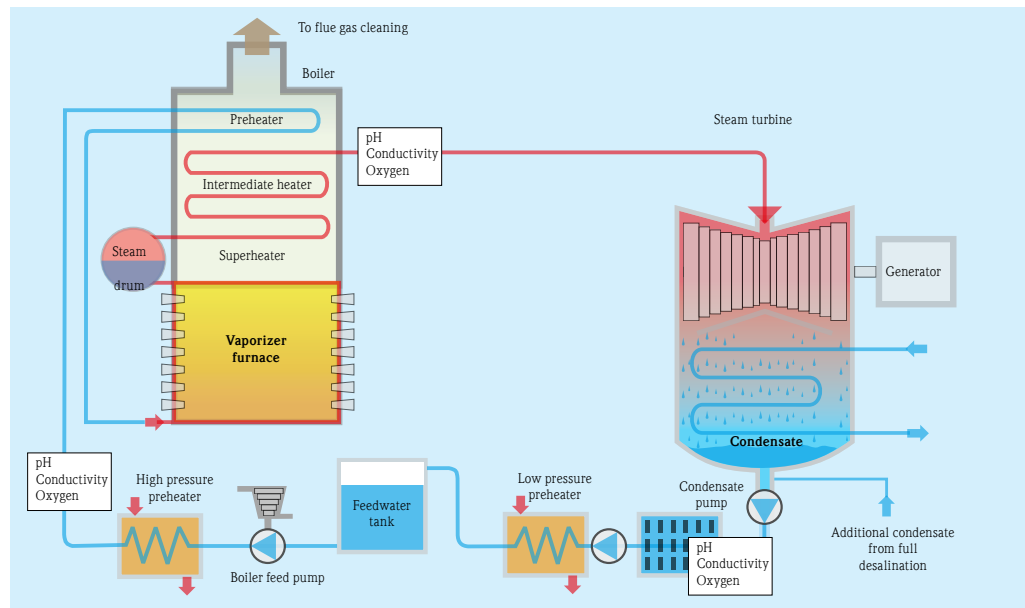 To flue gas cleaning
Boiler
Preheater
Steam turbine
pH
Conductivity
Oxygen
Intermediate heater
Steam
drum
Superheater
Generator
Vaporizer
furnace
Condensate
pH
Conductivity
Oxygen
High pressure
preheater
Low pressure
preheater
Condensate
pump
Feedwater
tank
Additional condensate
from full
desalination
pH
Conductivity
Oxygen
Boiler feed pump